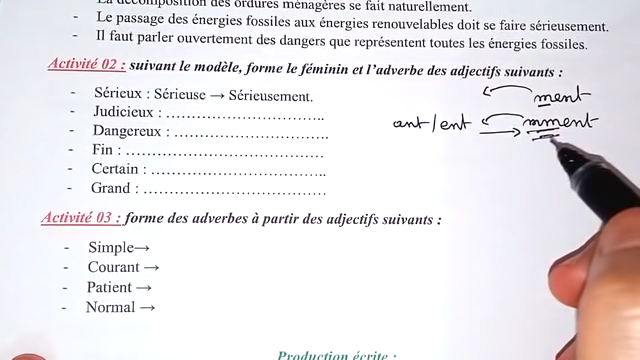 La décomposition des ordures ménagères se fait naturellement.
- Le passage des énergies fossiles aux énergies renouvelables doit se faire sérieusement.
- Il faut parler ouvertement des dangers que représentent toutes les énergies fossiles.
Activité 02 : suivant le modèle, forme le féminin et l'adverbe des adjectifs suivants :
- Sérieux : Sérieuse → Sérieusement.
ment
- Judicieux : …………………………..
ant/ent mment
- Dangereux : ………………………….
- Fin : …………………………………
- Certain : ……………………………..
- Grand : ………………………………
Activité 03 : forme des adverbes à partir des adjectifs suivants :
- Simple→
- Courant →
- Patient →
- Normal →
Production écrite :